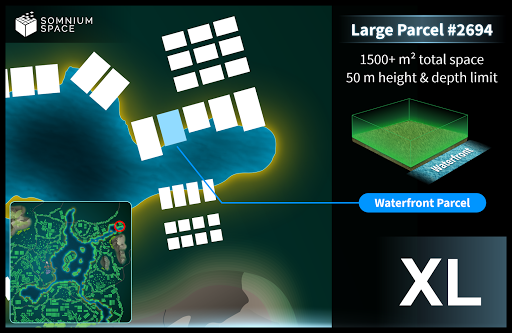 SOMNIUM
SPACE
Large Parcel #2694
1500+ m² total space
50 m height & depth limit
Waterfront
Waterfront Parcel
XL